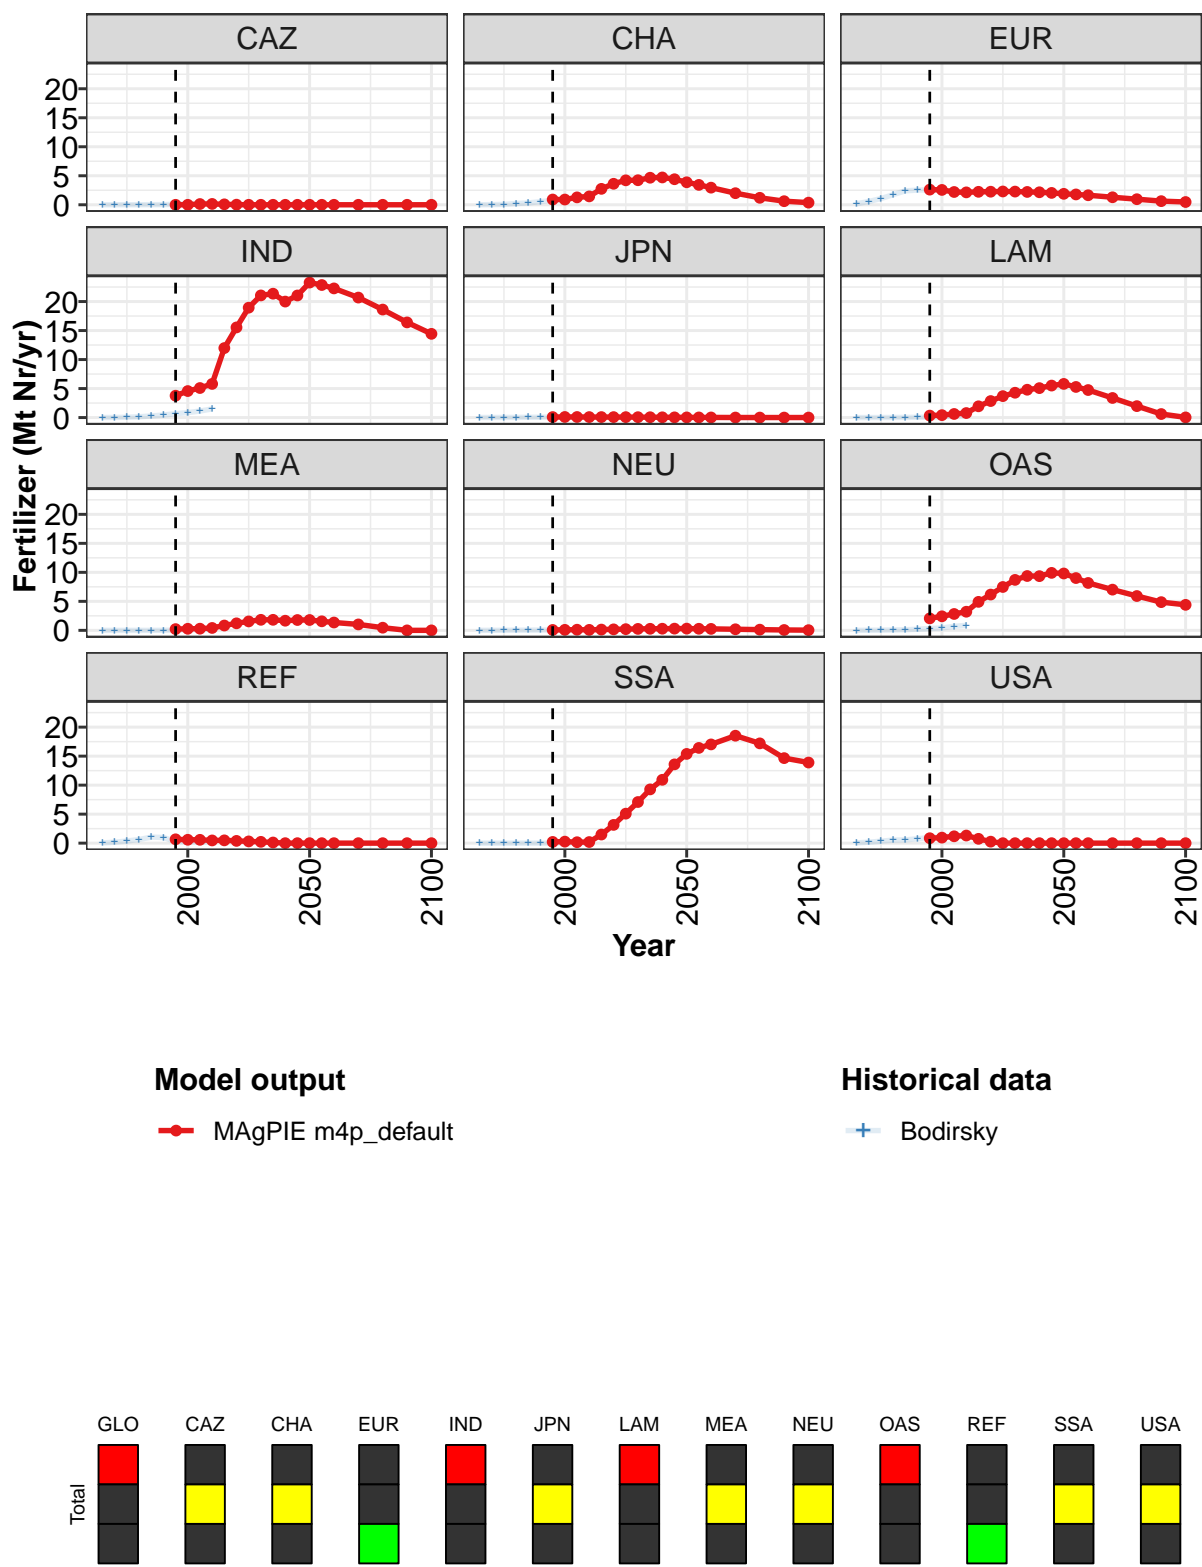 CAZ CHA EUR
20
15
10
5
0
IND JPN LAM
20
15
10
5
0
MEA NEU OAS
20
15
10
5
0
REF SSA USA
20
15
10
5
0
Fertilizer (Mt Nr/yr)
2000 2050 2100 2000 2050 2100 2000 2050 2100
Year
Model output Historical data
MAgPIE m4p_default Bodirsky
GLO CAZ CHA EUR IND JPN LAM MEA NEU OAS REF SSA USA
Total